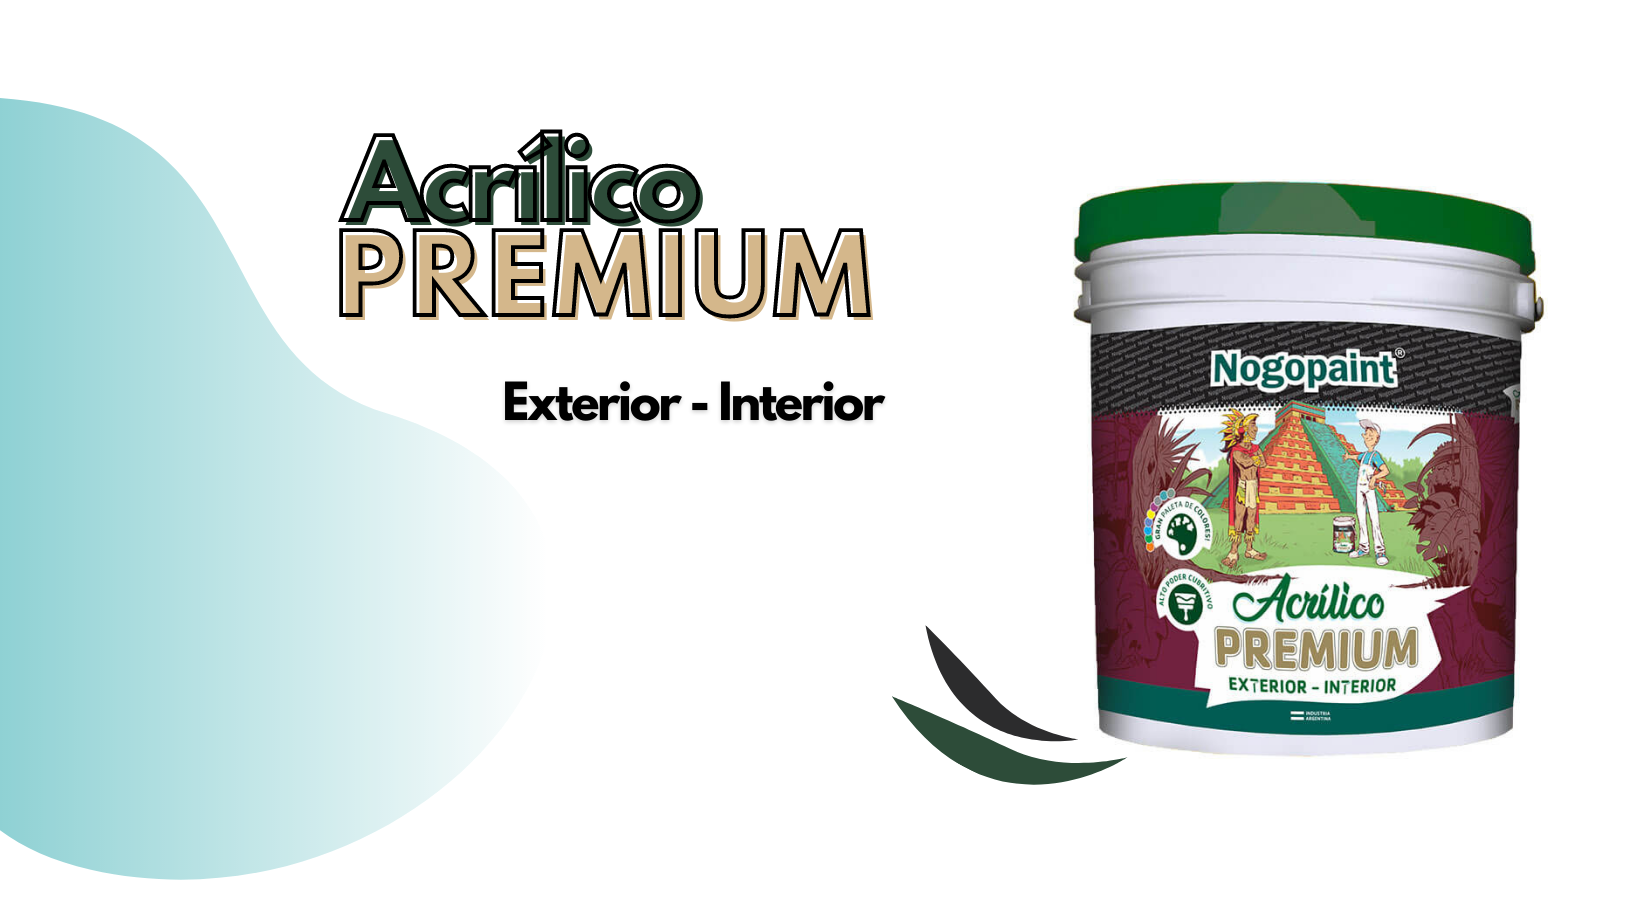 Acrílico
PREMIUM
Exterior - Interior
Nogopaint®
GRAN PALETA DE COLORES!
ALTO PODER CUBRITIVO
Acrílico
PREMIUM
EXTERIOR - INTERIOR
INDUSTRIA
ARGENTINA